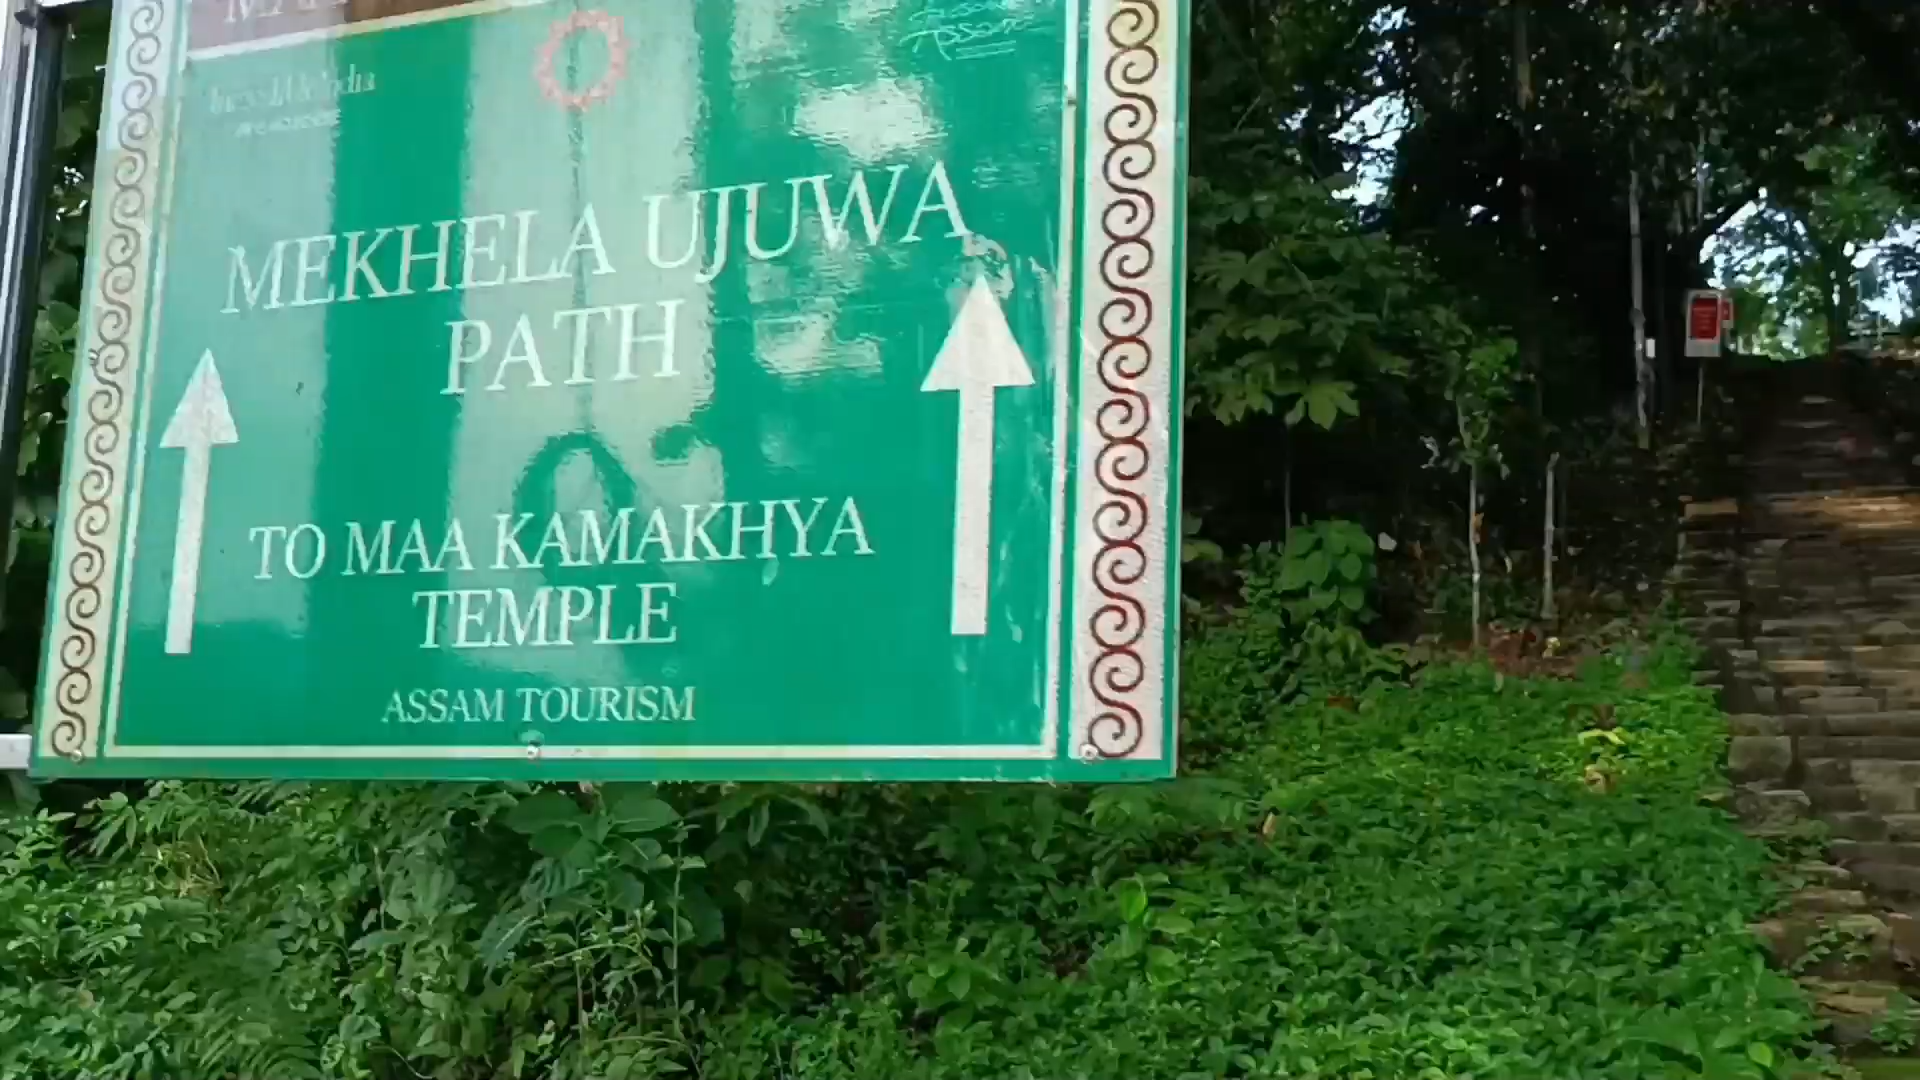 MEKHELA UJUWA
PATH
TO MAA KAMAKHYA
TEMPLE
ASSAM TOURISM